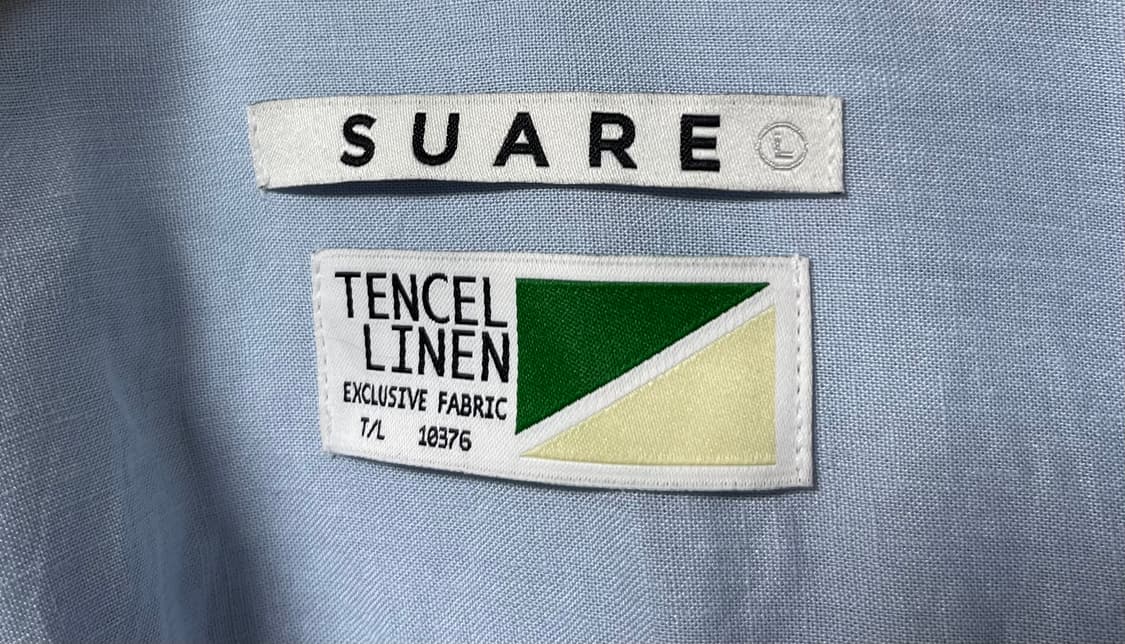 SUARE L
TENCEL
LINEN
EXCLUSIVE FABRIC
T/L 10376